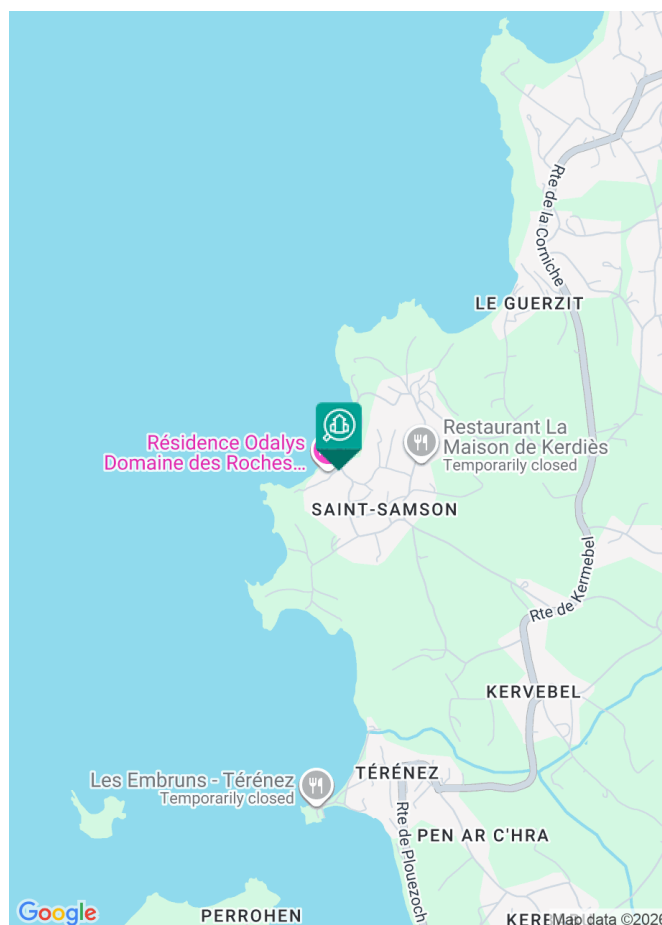 Rte de la Corniche
LE GUERZIT
Restaurant La
Maison de Kerdiès
Temporarily closed
Résidence Odalys
Domaine des Roches...
SAINT-SAMSON
Rte de Kermebel
KERVEBEL
TÉRÉNEZ
Les Embruns - Térénez
Temporarily closed
Rte de Plouezoch
PEN AR C'HRA
PERROHEN
Google
Map data ©2026